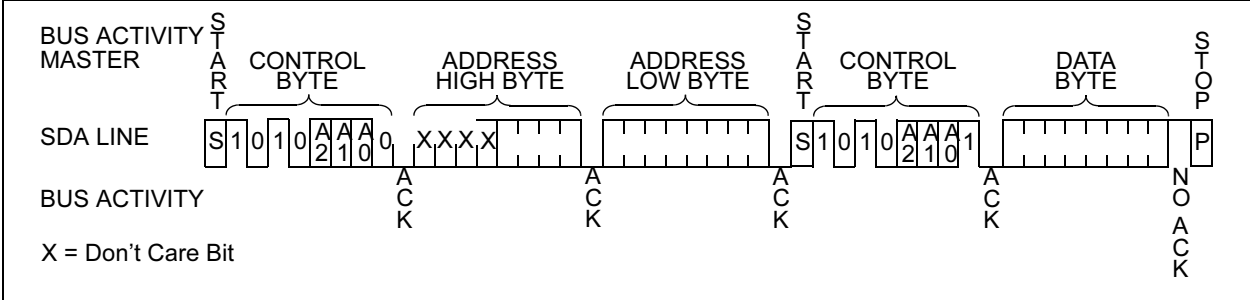 BUS ACTIVITY
MASTER
START
CONTROL
BYTE
ADDRESS
HIGH BYTE
ADDRESS
LOW BYTE
START
CONTROL
BYTE
DATA
BYTE
STOP
SDA LINE
S 1 0 1 0 A2 A1 A0 0 X X X X S 1 0 1 0 A2 A1 A0 1 P
BUS ACTIVITY
ACK
ACK
ACK
ACK
NO ACK
X = Don't Care Bit